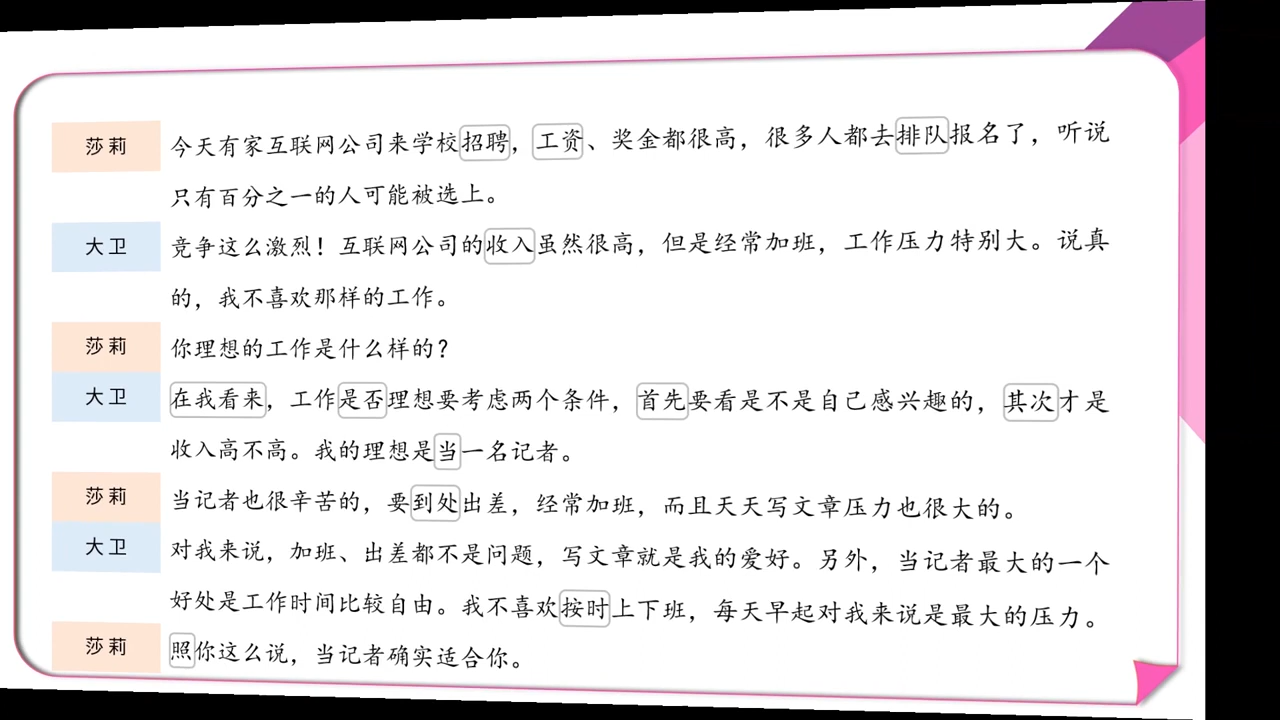 莎莉 今天有家互联网公司来学校招聘，工资、奖金都很高，很多人都去排队报名了，听说
只有百分之一的人可能被选上。
大卫 竞争这么激烈！互联网公司的收入虽然很高，但是经常加班，工作压力特别大。说真
的，我不喜欢那样的工作。
莎莉 你理想的工作是什么样的？
大卫 在我看来，工作是否理想要考虑两个条件，首先要看是不是自己感兴趣的，其次才是
收入高不高。我的理想是当一名记者。
莎莉 当记者也很辛苦的，要到处出差，经常加班，而且天天写文章压力也很大的。
大卫 对我来说，加班、出差都不是问题，写文章就是我的爱好。另外，当记者最大的一个
好处是工作时间比较自由。我不喜欢按时上下班，每天早起对我来说是最大的压力。
莎莉 照你这么说，当记者确实适合你。